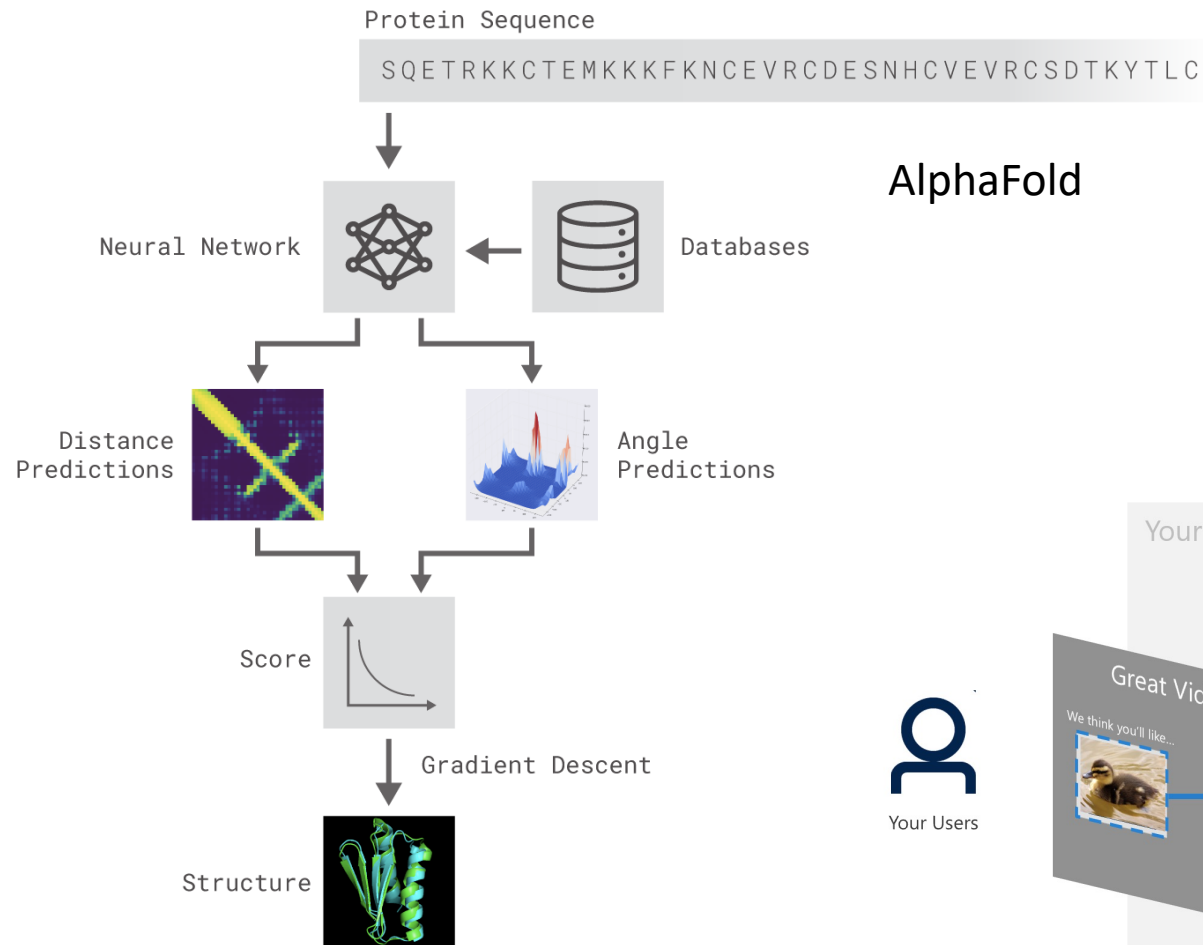 Protein Sequence
SQETRKKCTEMKKKFKNCEVRCDESNHCVEVRCSDTKYTLC
AlphaFold
Neural Network
Databases
Distance
Predictions
Angle
Predictions
Score
Gradient Descent
Structure
Your
Great Vid
We think you'll like...
Your Users